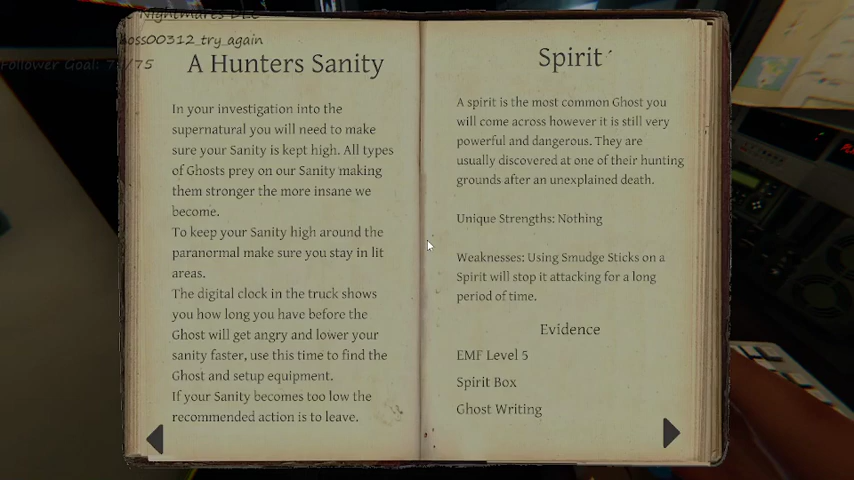 Nightmares DLC
oss00312_try_again
Follower Goal: 7 /75
A Hunters Sanity
In your investigation into the
supernatural you will need to make
sure your Sanity is kept high. All types
of Ghosts prey on our Sanity making
them stronger the more insane we
become.
To keep your Sanity high around the
paranormal make sure you stay in lit
areas.
The digital clock in the truck shows
you how long you have before the
Ghost will get angry and lower your
sanity faster, use this time to find the
Ghost and setup equipment.
If your Sanity becomes too low the
recommended action is to leave.
Spirit
A spirit is the most common Ghost you
will come across however it is still very
powerful and dangerous. They are
usually discovered at one of their hunting
grounds after an unexplained death.
Unique Strengths: Nothing
Weaknesses: Using Smudge Sticks on a
Spirit will stop it attacking for a long
period of time.
Evidence
EMF Level 5
Spirit Box
Ghost Writing